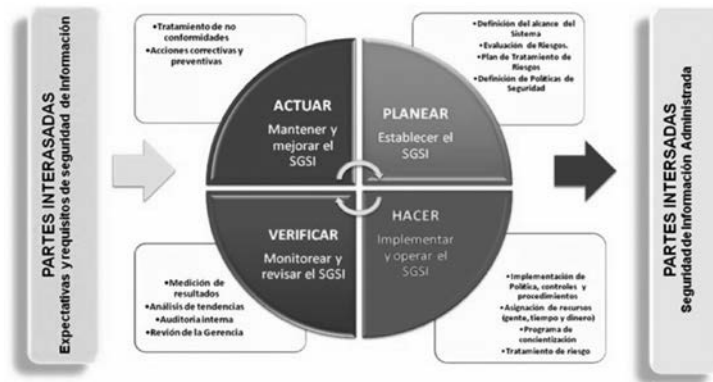 PARTES INTERASADAS
Expectativas y requisitos de seguridad de Información
•Tratamiento de no
conformidades
•Acciones correctivas y
preventivas
ACTUAR
Mantener y
mejorar el
SGSI
PLANEAR
Establecer el
SGSI
•Definición del alcance del
Sistema
•Evaluación de Riesgos.
•Plan de Tratamiento de
Riesgos
•Definición de Políticas de
Seguridad
VERIFICAR
Monitorear y
revisar el SGSI
HACER
Implementar
y operar el
SGSI
•Medición de
resultados
•Análisis de tendencias
•Auditoria interna
•Revión de la Gerencia
•Implementación de
Política, controles y
procedimientos
•Asignación de recursos
(gente, tiempo y dinero)
•Programa de
concientización
•Tratamiento de riesgo
PARTES INTERSADAS
Seguridad de Información Administrada